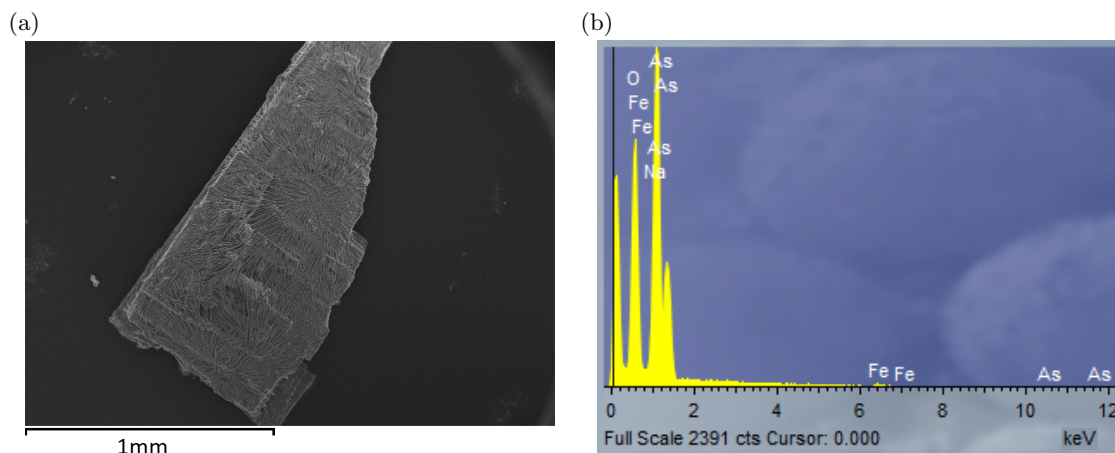 (a)
(b)
1mm
As
O
As
Fe
Fe
As
Na
Fe
Fe
As
As
0
2
4
6
8
10
12
Full Scale 2391 cts Cursor: 0.000
keV